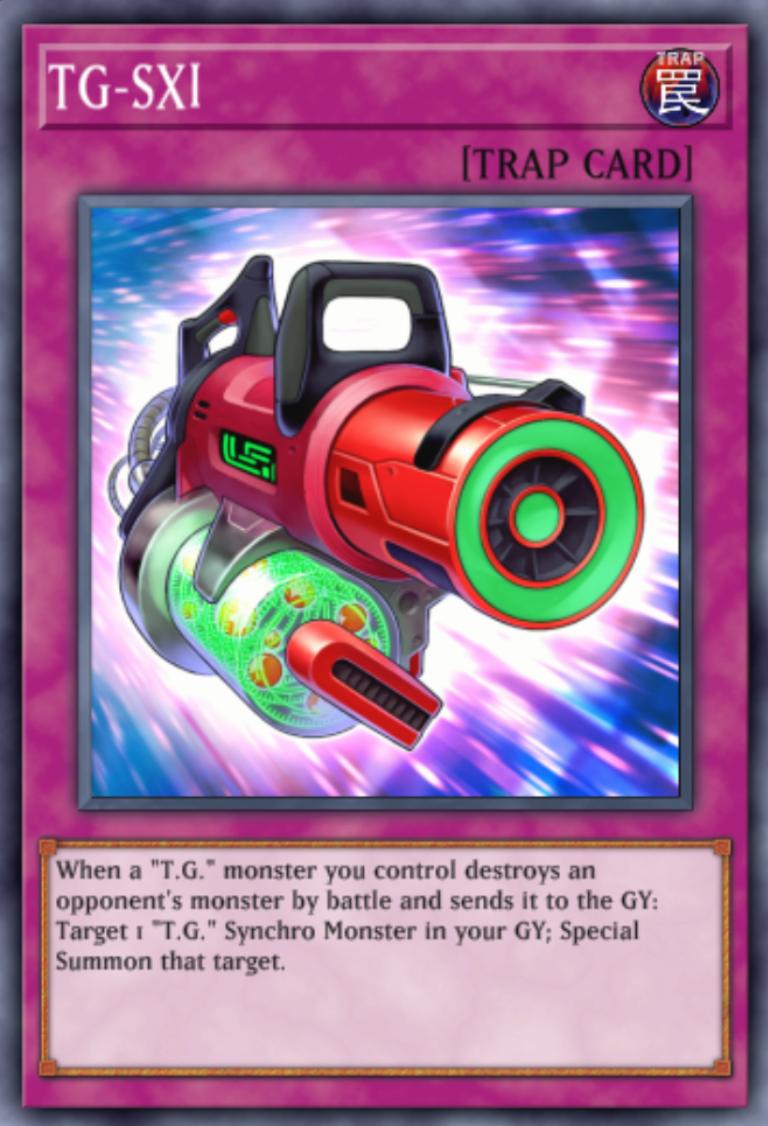 TG-SX1
TRAP
罠
[TRAP CARD]
When a "T.G." monster you control destroys an
opponent's monster by battle and sends it to the GY:
Target 1 "T.G." Synchro Monster in your GY; Special
Summon that target.